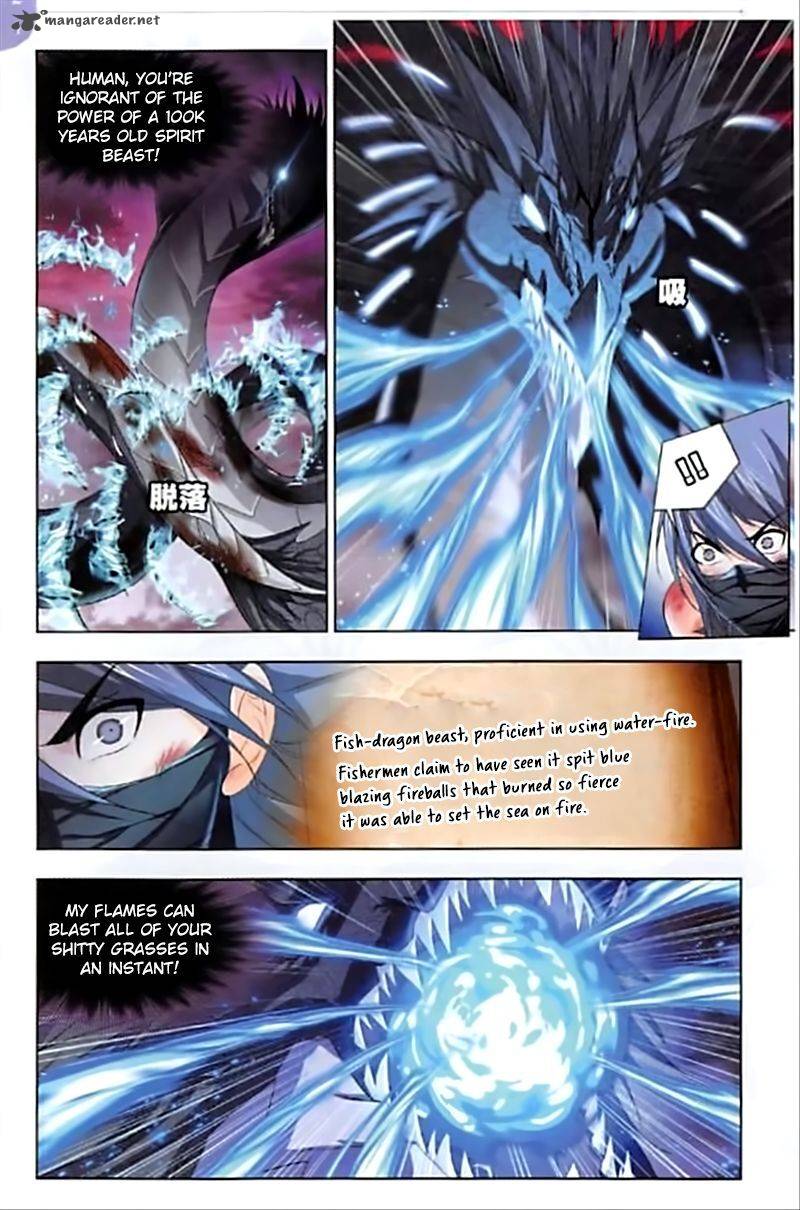 mangareader.net
HUMAN, YOU'RE
IGNORANT OF THE
POWER OF A 100K
YEARS OLD SPIRIT
BEAST!
脱落
吸
!!
Fish-dragon beast, proficient in using water-fire.
Fishermen claim to have seen it spit blue
blazing fireballs that burned so fierce
it was able to set the sea on fire.
MY FLAMES CAN
BLAST ALL OF YOUR
SHITTY GRASSES IN
AN INSTANT!